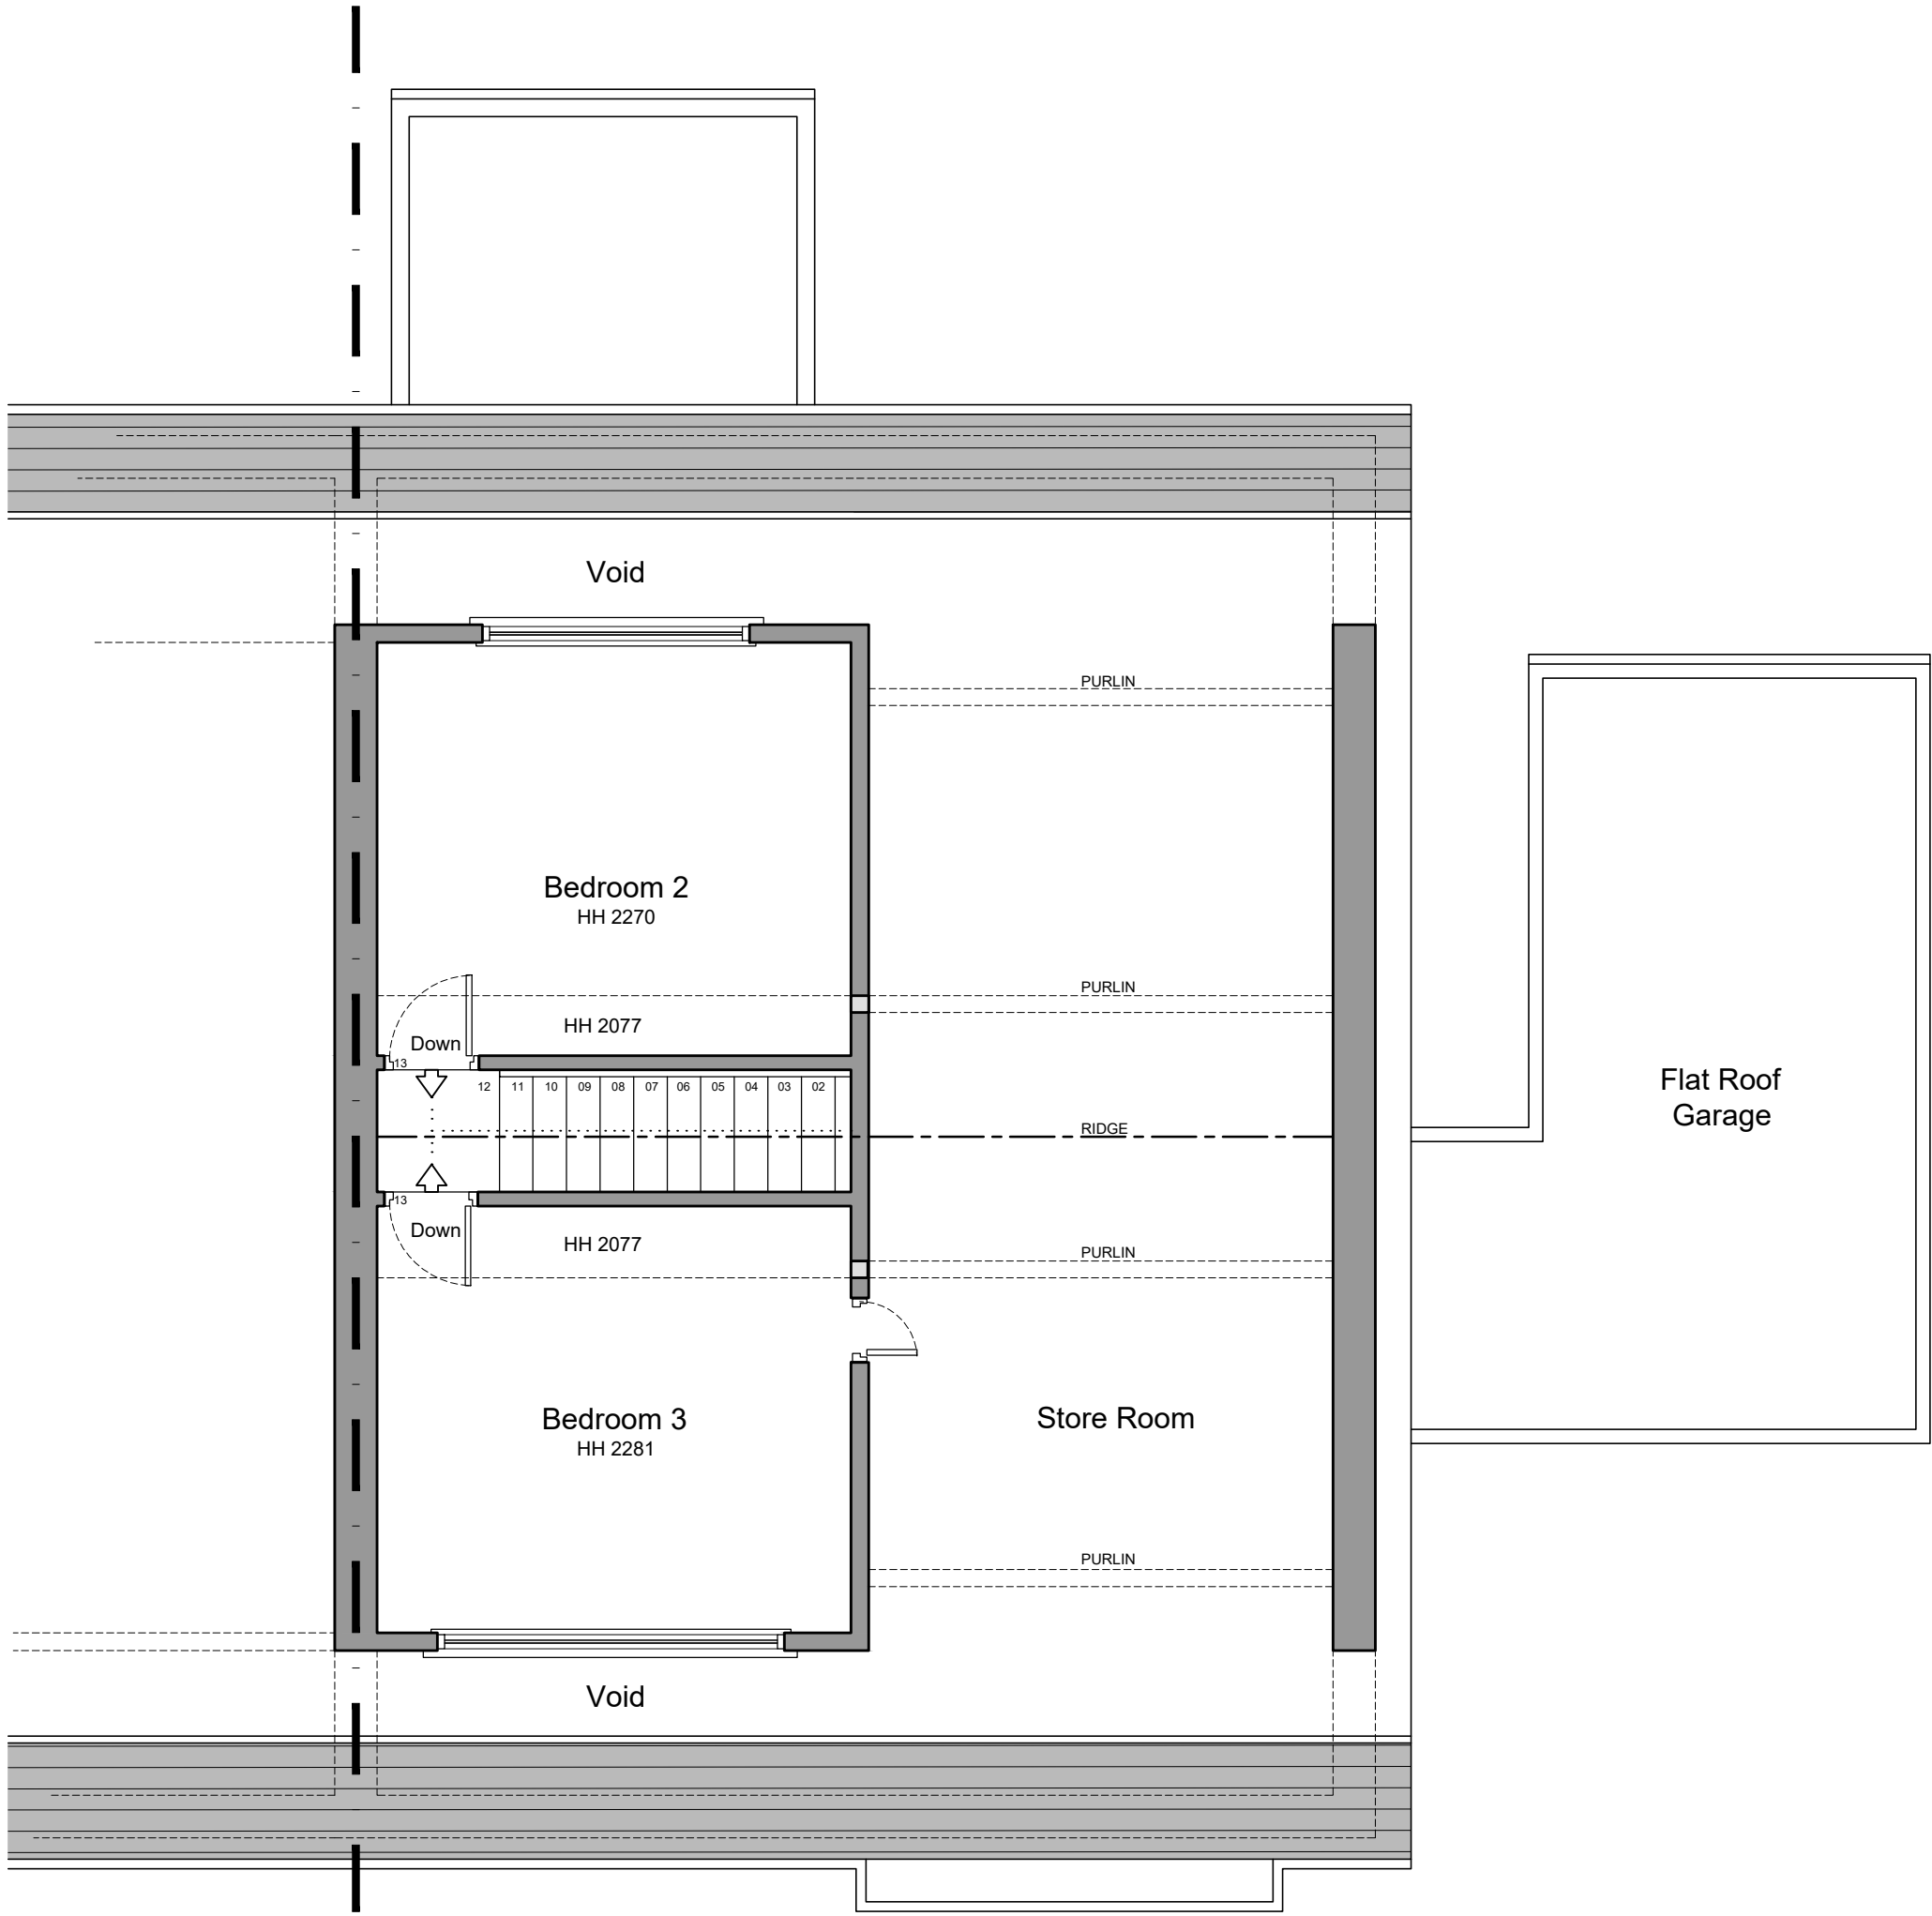 Void
PURLIN
Bedroom 2
HH 2270
PURLIN
HH 2077
Down
13
12 11 10 09 08 07 06 05 04 03 02
RIDGE
Flat Roof
Garage
13
Down
HH 2077
PURLIN
Bedroom 3
HH 2281
Store Room
PURLIN
Void